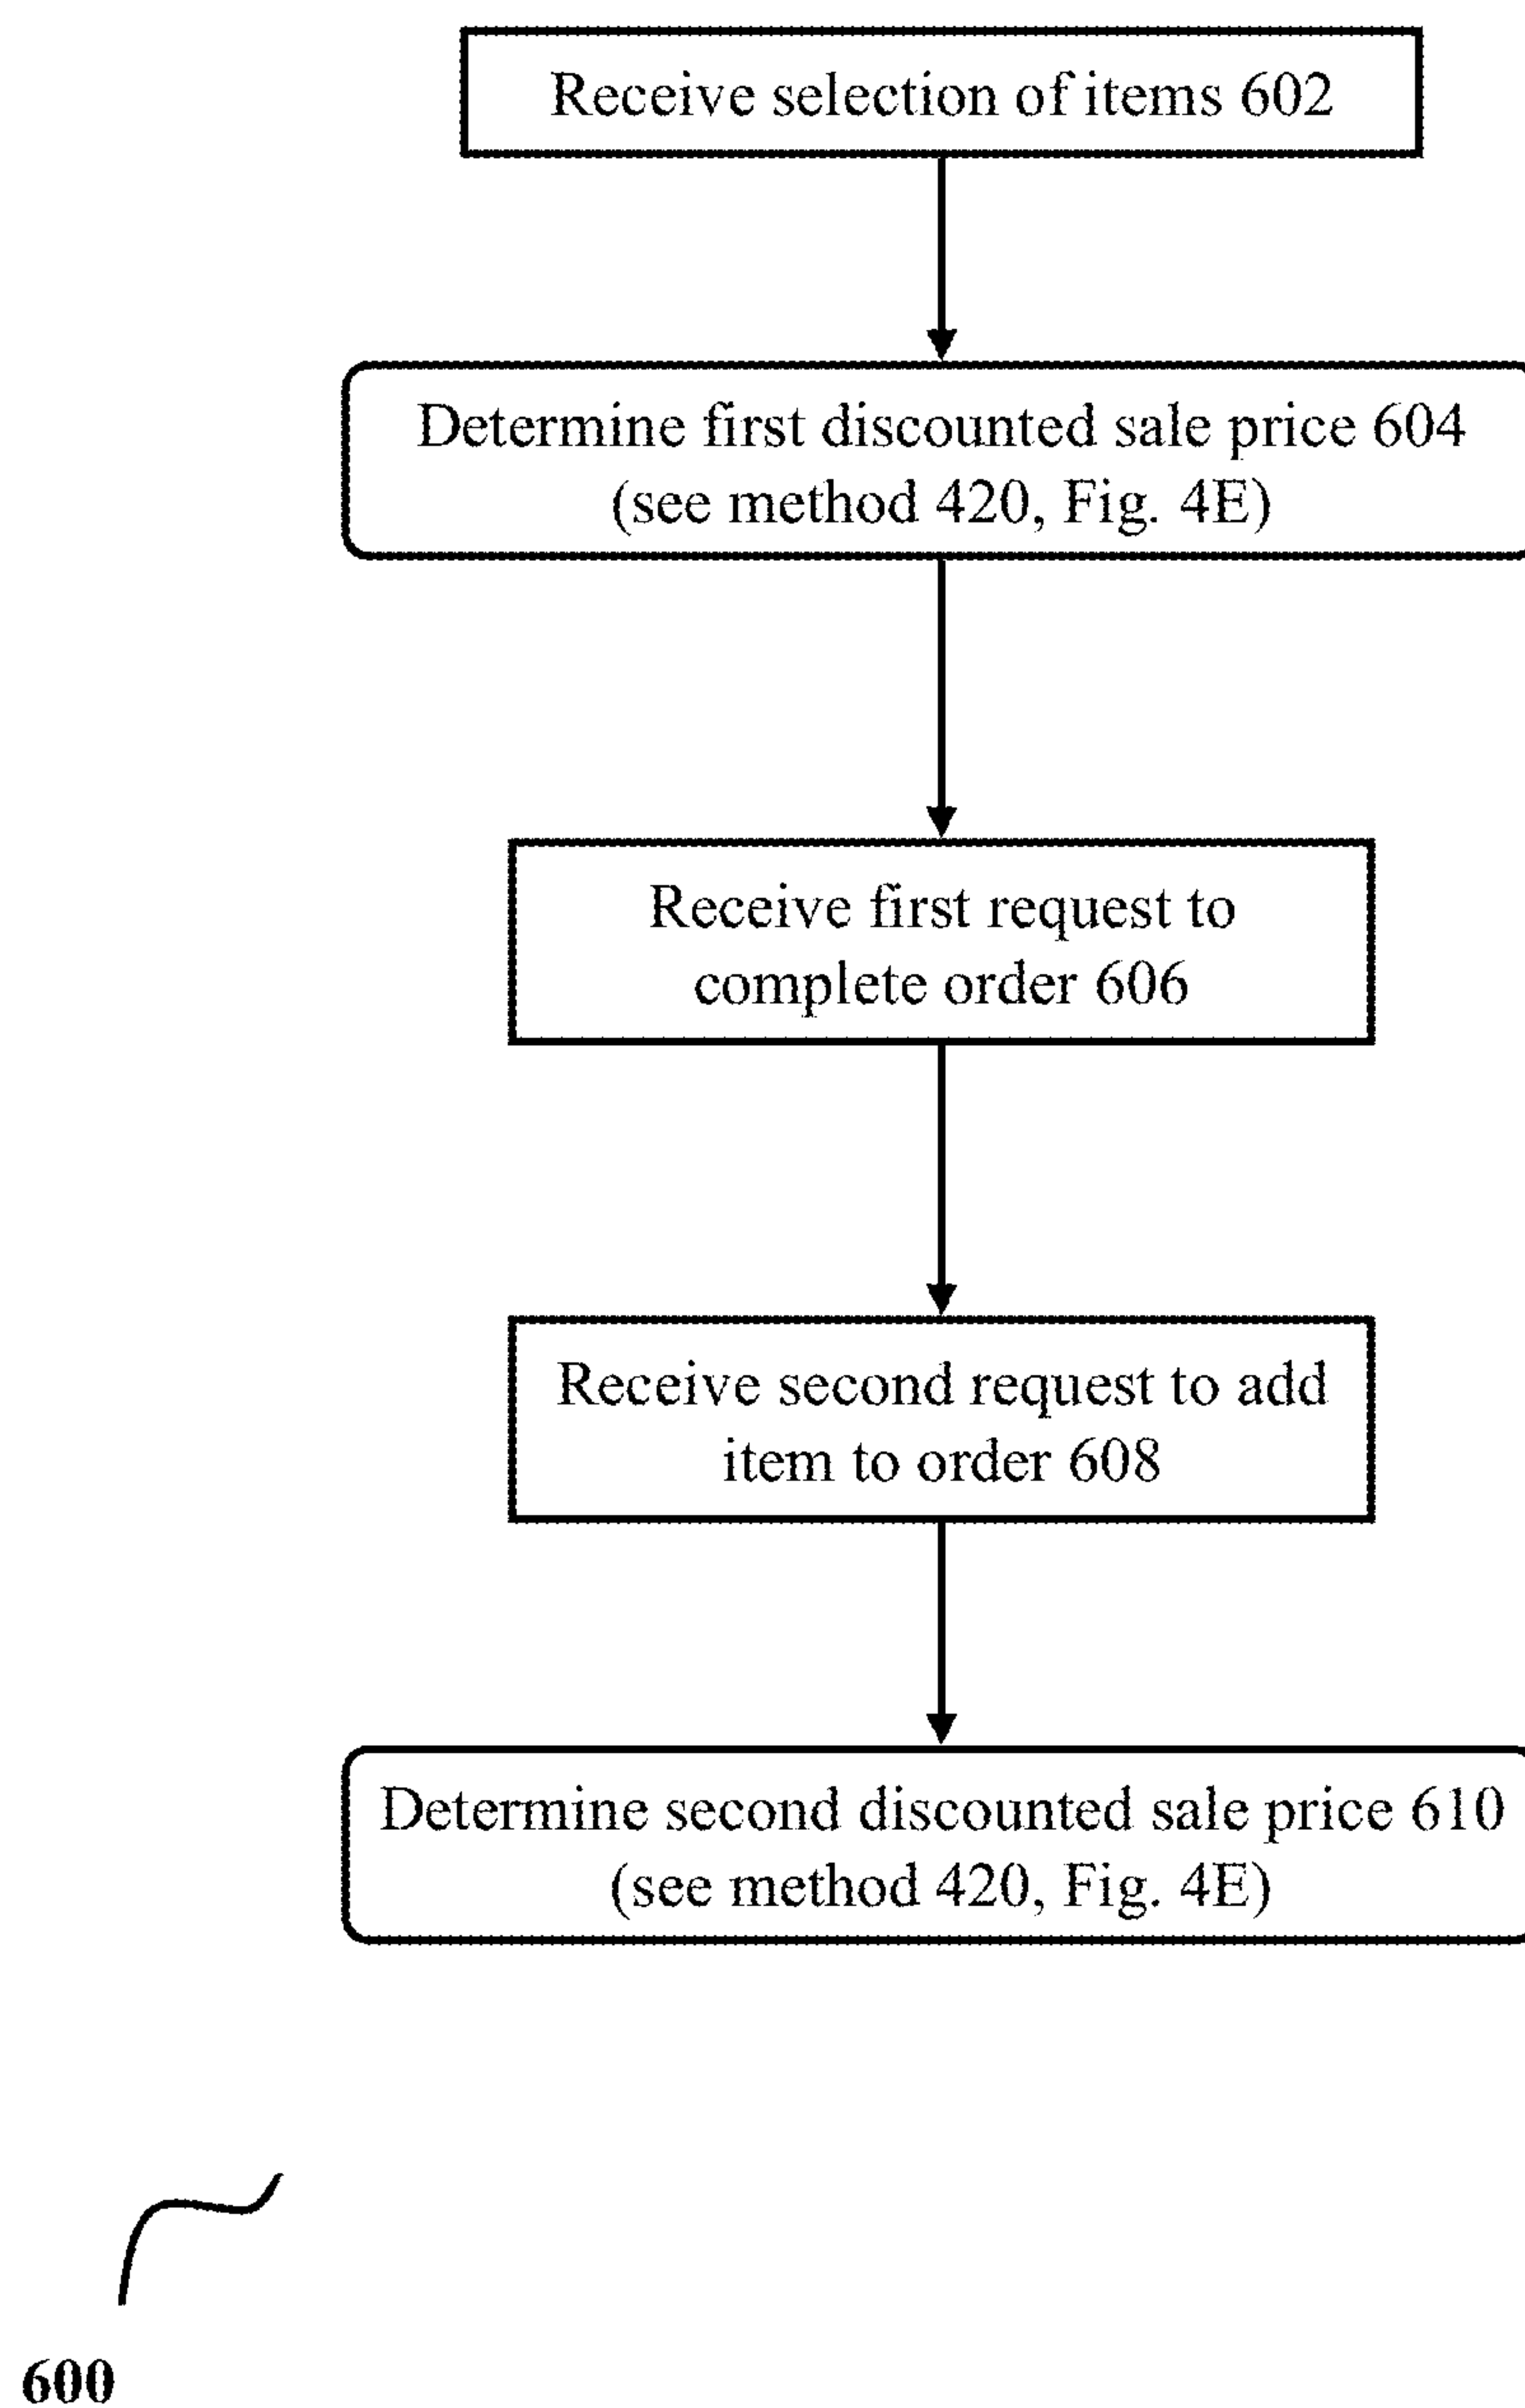 Receive selection of items 602
Determine first discounted sale price 604
(see method 420, Fig. 4E)
Receive first request to
complete order 606
Receive second request to add
item to order 608
Determine second discounted sale price 610
(see method 420, Fig. 4E)
600